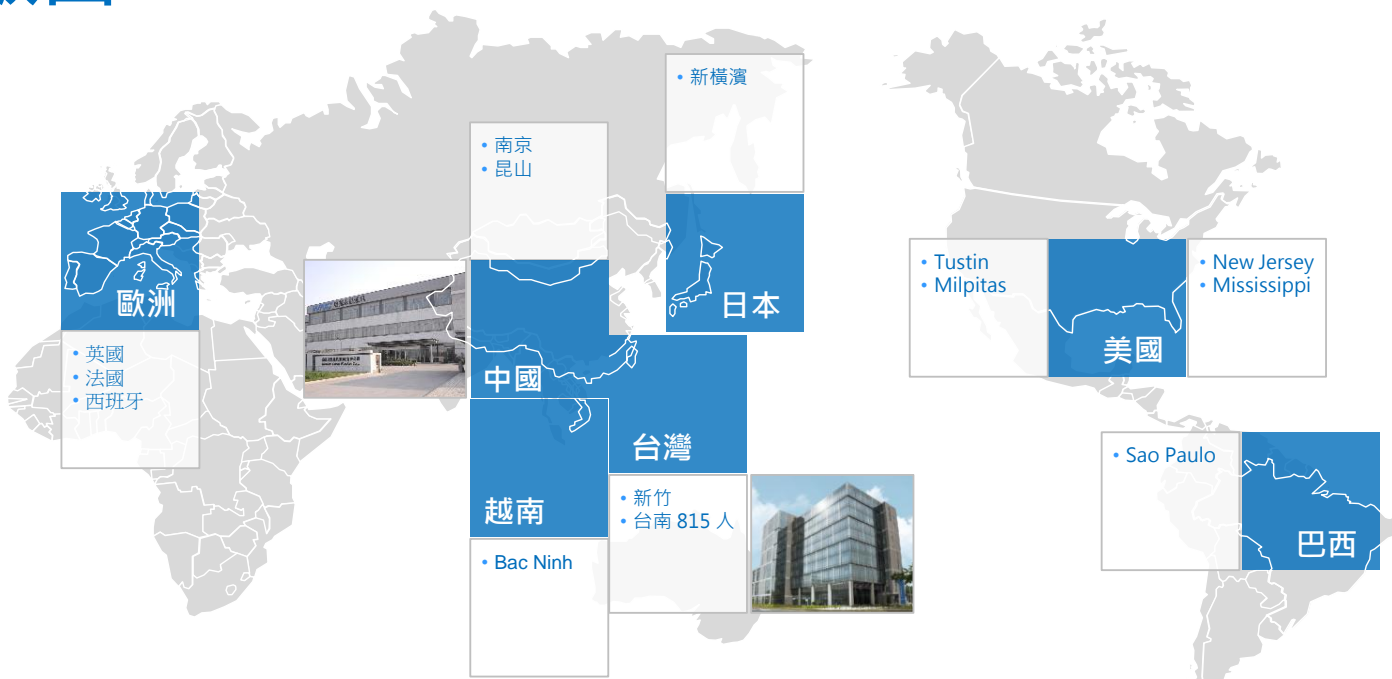 • 新橫濱
• 南京
• 昆山
歐洲
• 英國
• 法國
• 西班牙
中國
日本
• Tustin
• Milpitas
美國
• New Jersey
• Mississippi
越南
• Bac Ninh
台灣
• 新竹
• 台南 815 人
• Sao Paulo
巴西